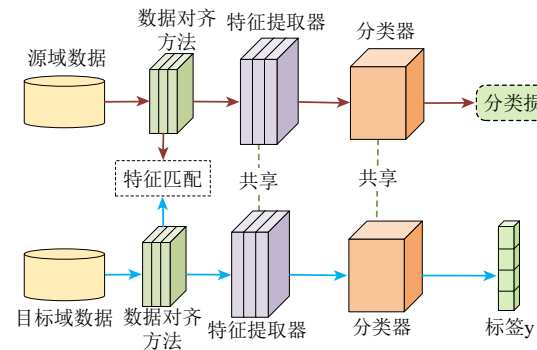 源域数据
数据对齐
方法
特征提取器
分类器
分类损
特征匹配
共享
共享
目标域数据
数据对齐
方法
特征提取器
分类器
标签y